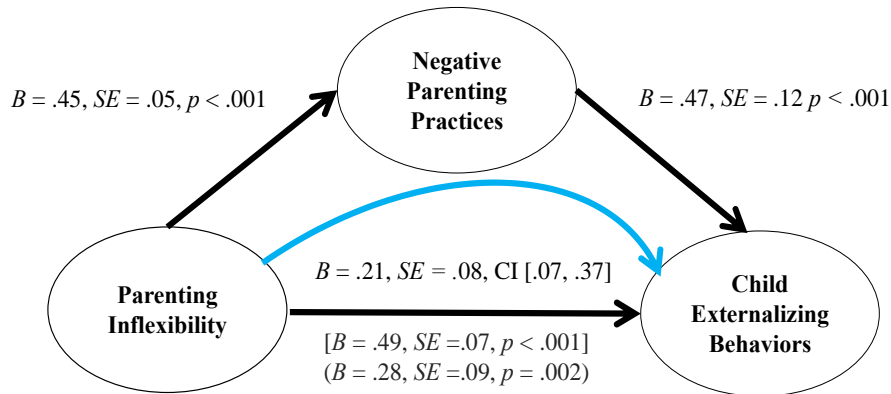 Negative
Parenting
Practices
B = .45, SE = .05, p < .001
B = .47, SE = .12 p < .001
B = .21, SE = .08, CI [.07, .37]
Parenting
Inflexibility
Child
Externalizing
Behaviors
[B = .49, SE =.07, p < .001]
(B = .28, SE =.09, p = .002)